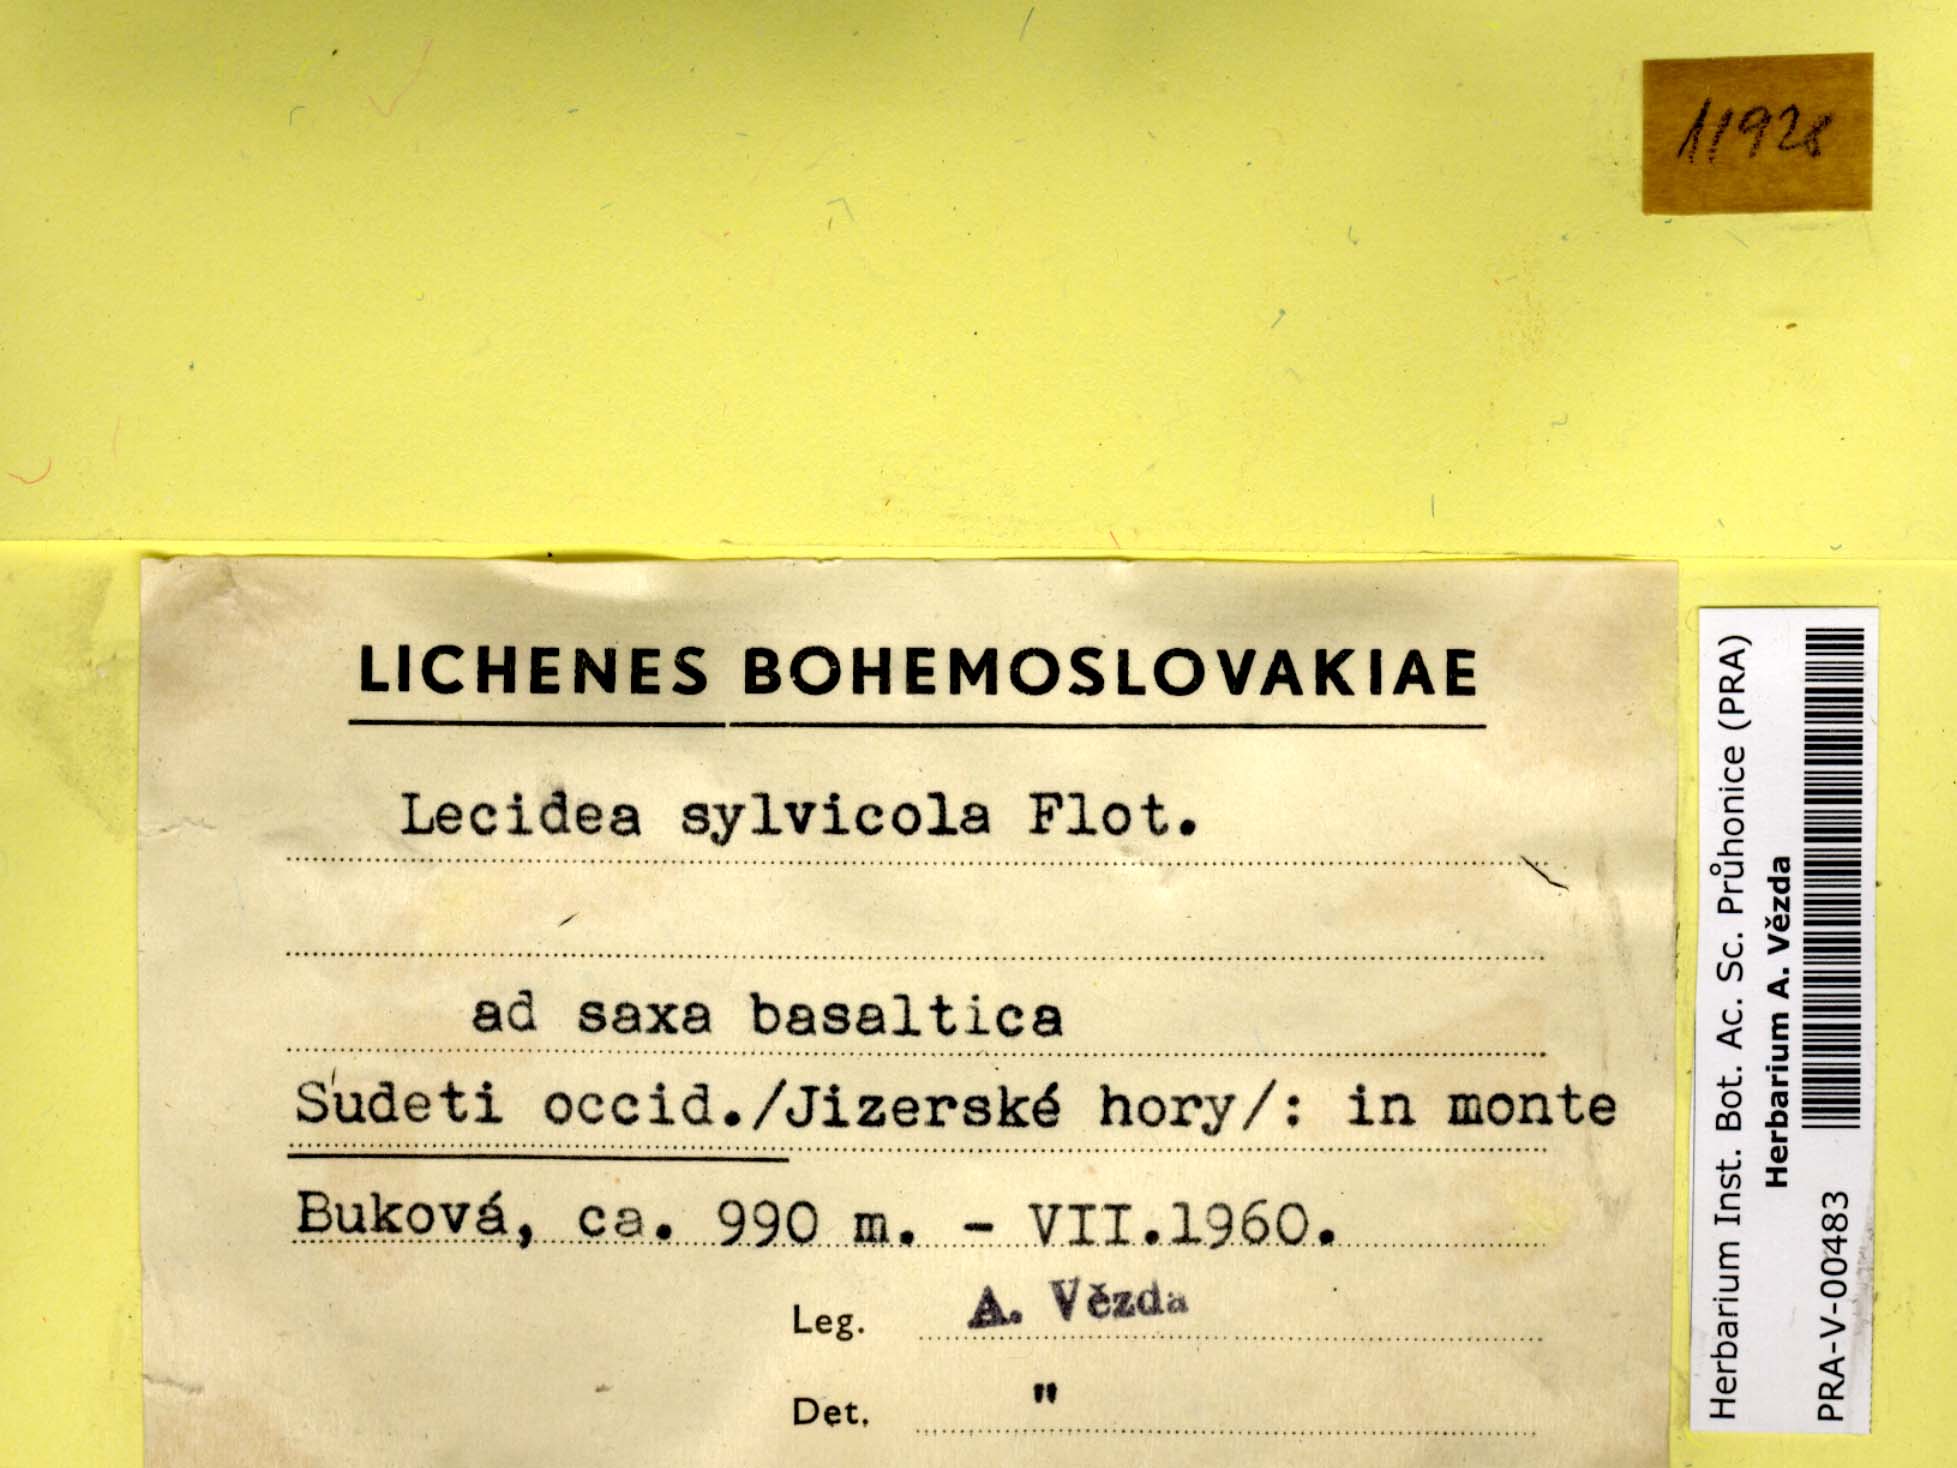 11928
LICHENES BOHEMOSLOVAKIAE
Lecidea sylvicola Flot.
ad saxa basaltica
Sudeti occid./Jizerské hory/: in monte
Buková, ca. 990 m. - VII.1960.
Leg. A. Vězda
Det. "
Herbarium Inst. Bot. Ac. Sc. Průhonice (PRA)
Herbarium A. Vězda
PRA-V-00483